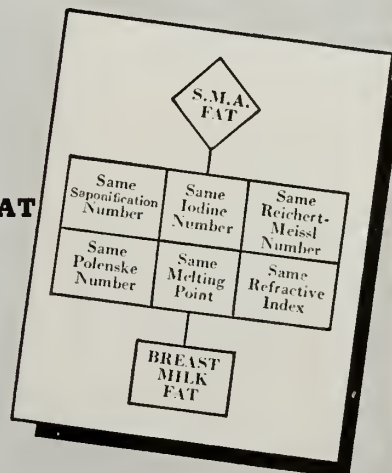 S.M.A.
FAT
AT
Same
Saponification
Number
Same
Iodine
Number
Same
Reichert-
Meissl
Number
Same
Polenske
Number
Same
Melting
Point
Same
Refractive
Index
BREAST
MILK
FAT